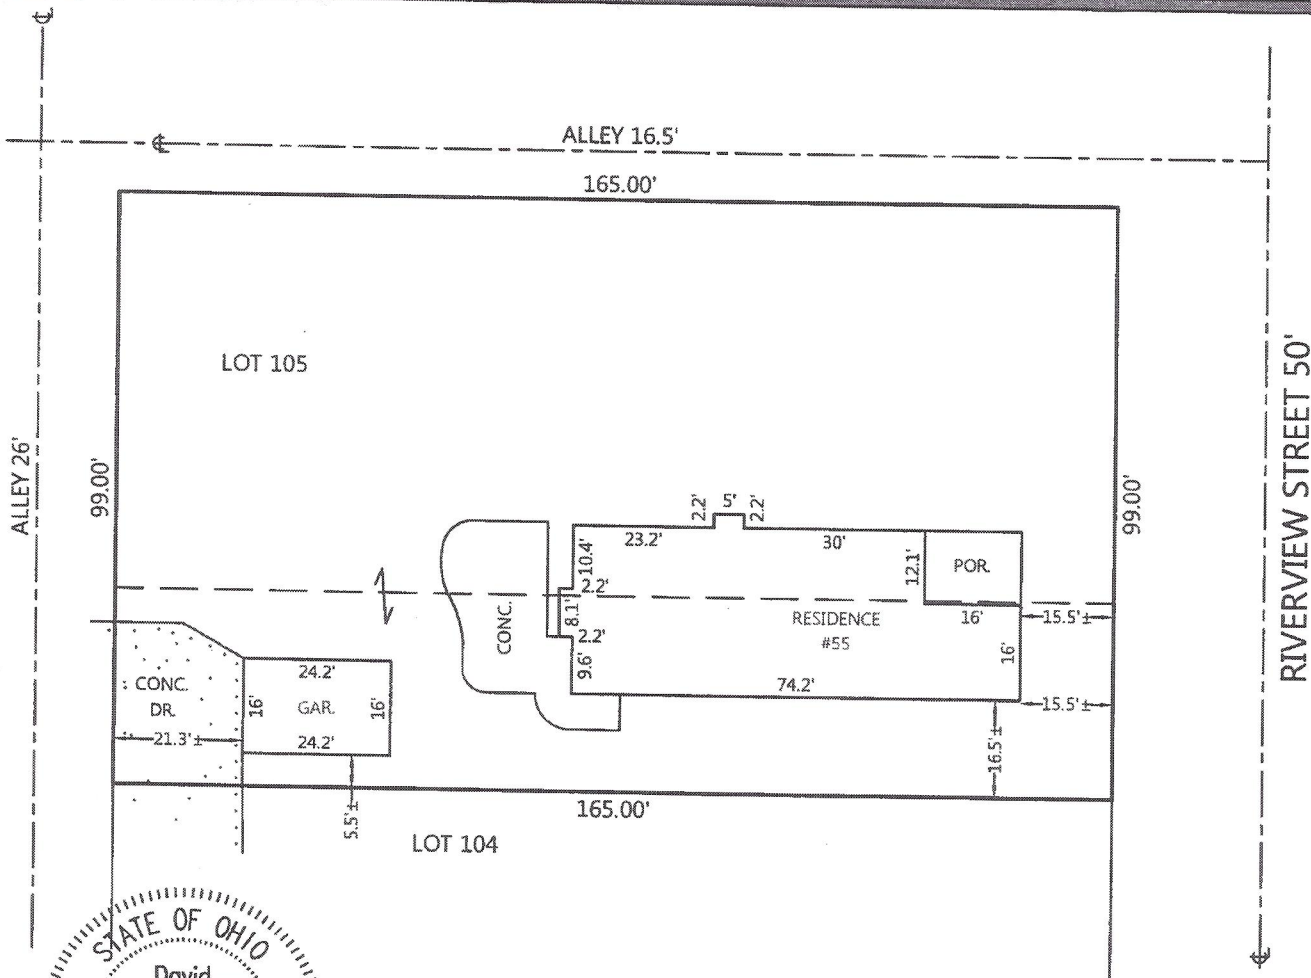 ALLEY 16.5'
165.00'
LOT 105
ALLEY 26'
99.00'
99.00'
RIVERVIEW STREET 50'
2.2'
5'
2.2'
23.2'
30'
10.4'
12.1'
POR.
2.2'
8.1'
CONC.
RESIDENCE
#55
16'
15.5'±
2.2'
9.6'
16'
74.2'
15.5'±
CONC.
DR.
24.2'
16'
GAR.
16'
21.3'±
24.2'
16.5'±
5.5'±
165.00'
LOT 104
STATE OF OHIO
David